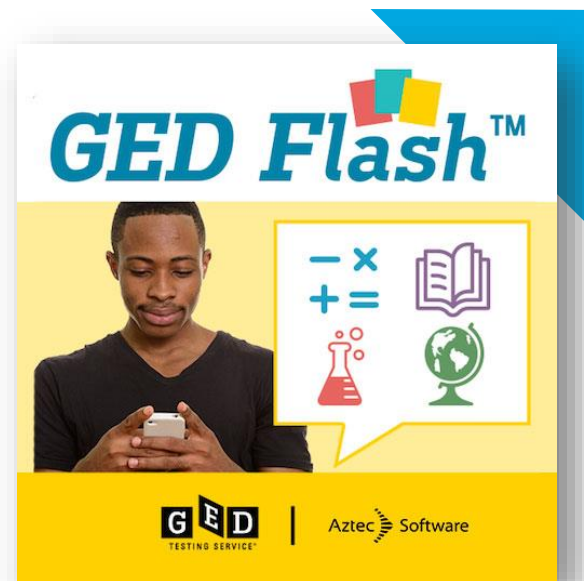 GED Flash™
− ×
+ =
GED
TESTING SERVICE®
Aztec Software